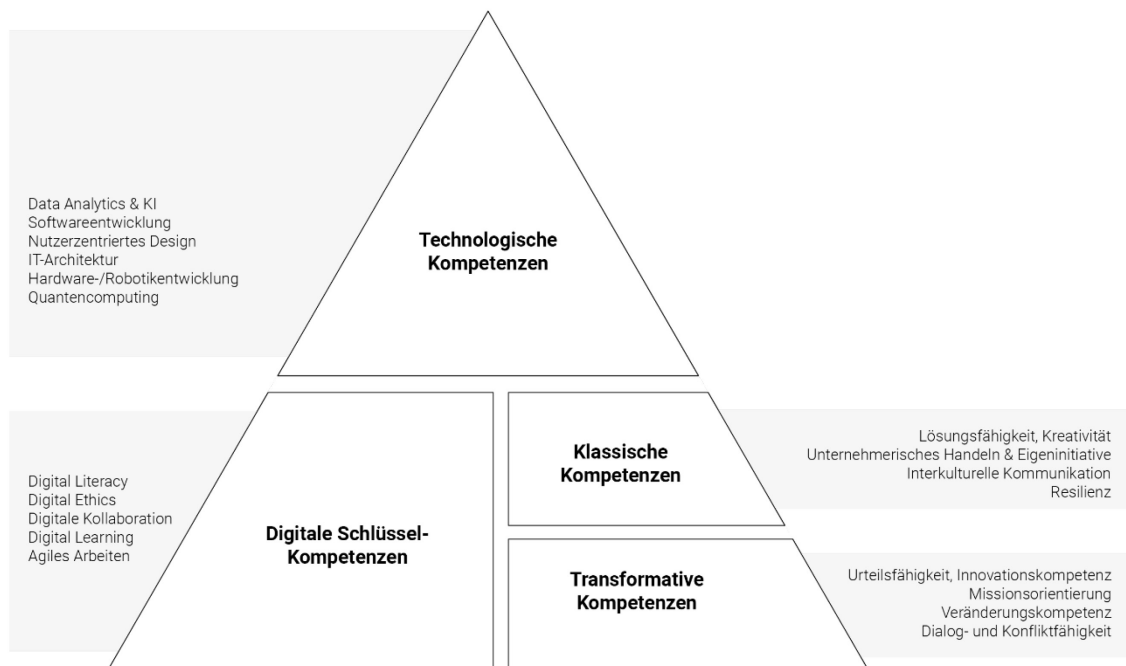 Data Analytics & KI
Softwareentwicklung
Nutzerzentriertes Design
IT-Architektur
Hardware-/Robotikentwicklung
Quantencomputing
Technologische
Kompetenzen
Digital Literacy
Digital Ethics
Digitale Kollaboration
Digital Learning
Agiles Arbeiten
Digitale Schlüssel-
Kompetenzen
Klassische
Kompetenzen
Lösungsfähigkeit, Kreativität
Unternehmerisches Handeln & Eigeninitiative
Interkulturelle Kommunikation
Resilienz
Transformative
Kompetenzen
Urteilsfähigkeit, Innovationskompetenz
Missionsorientierung
Veränderungskompetenz
Dialog- und Konfliktfähigkeit